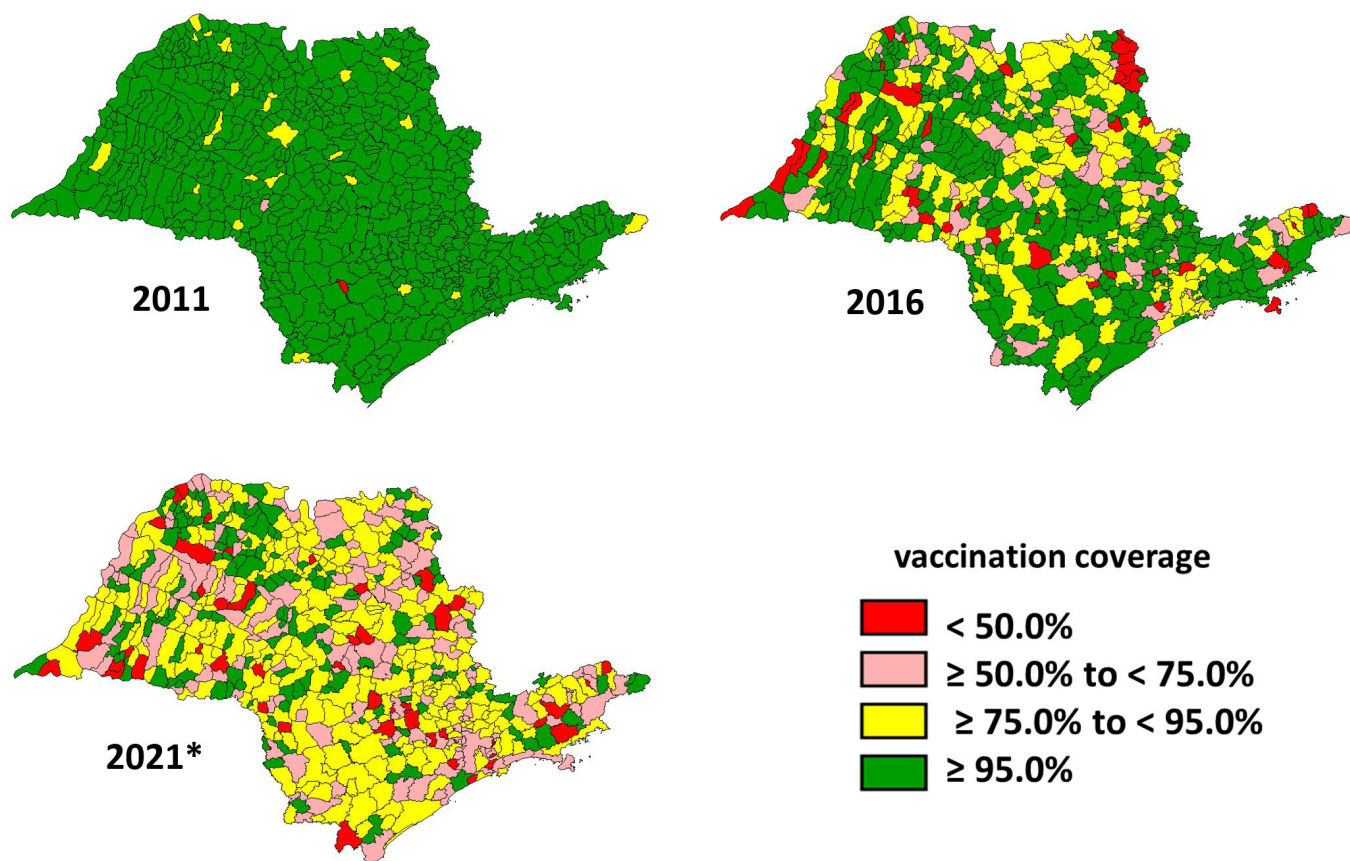 2011
2016
2021*
vaccination coverage
< 50.0%
≥ 50.0% to < 75.0%
≥ 75.0% to < 95.0%
≥ 95.0%